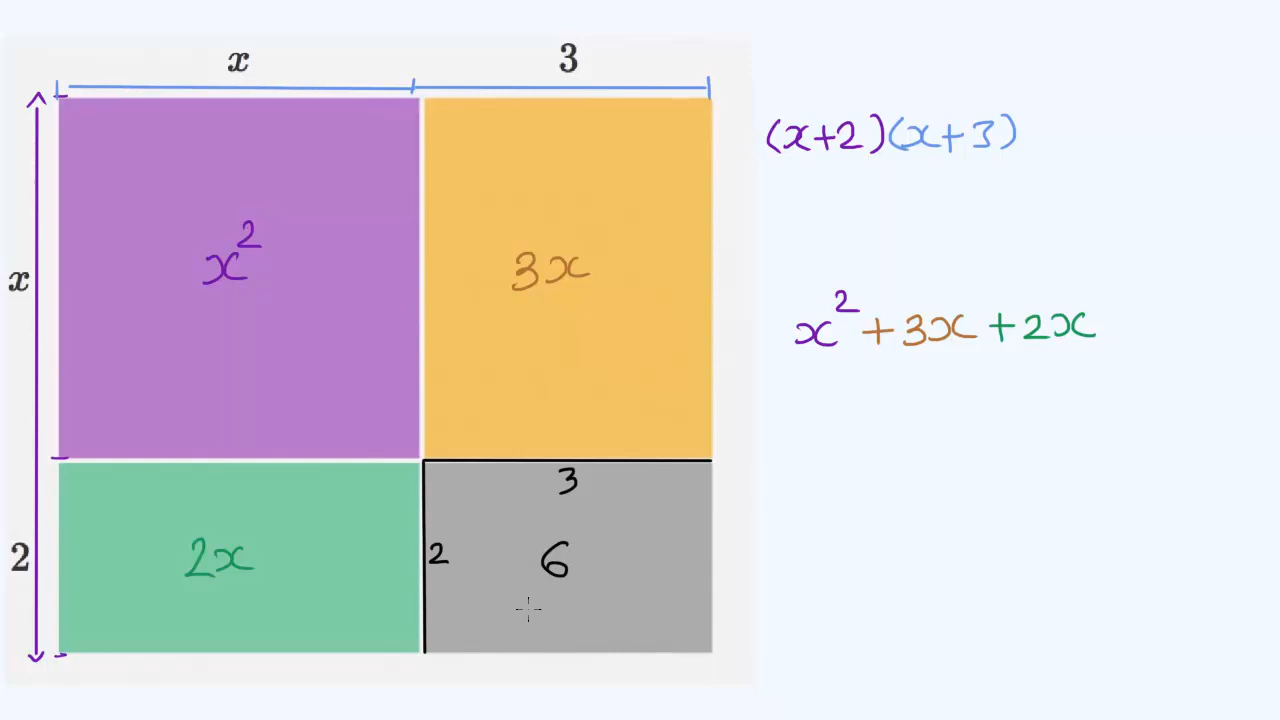 x 3
(x+2)(x+3)
x x² 3x
x² +3x +2x
3
2 2x 2 6